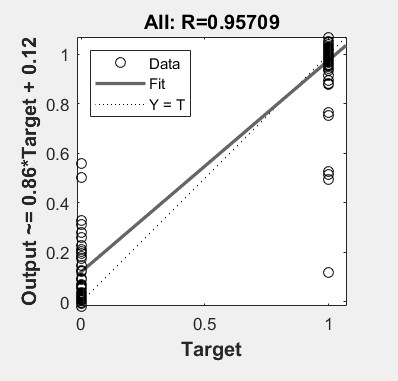 All: R=0.95709
Output ~= 0.86*Target + 0.12
1
0.8
0.6
0.4
0.2
0
Data
Fit
Y = T
0
0.5
1
Target